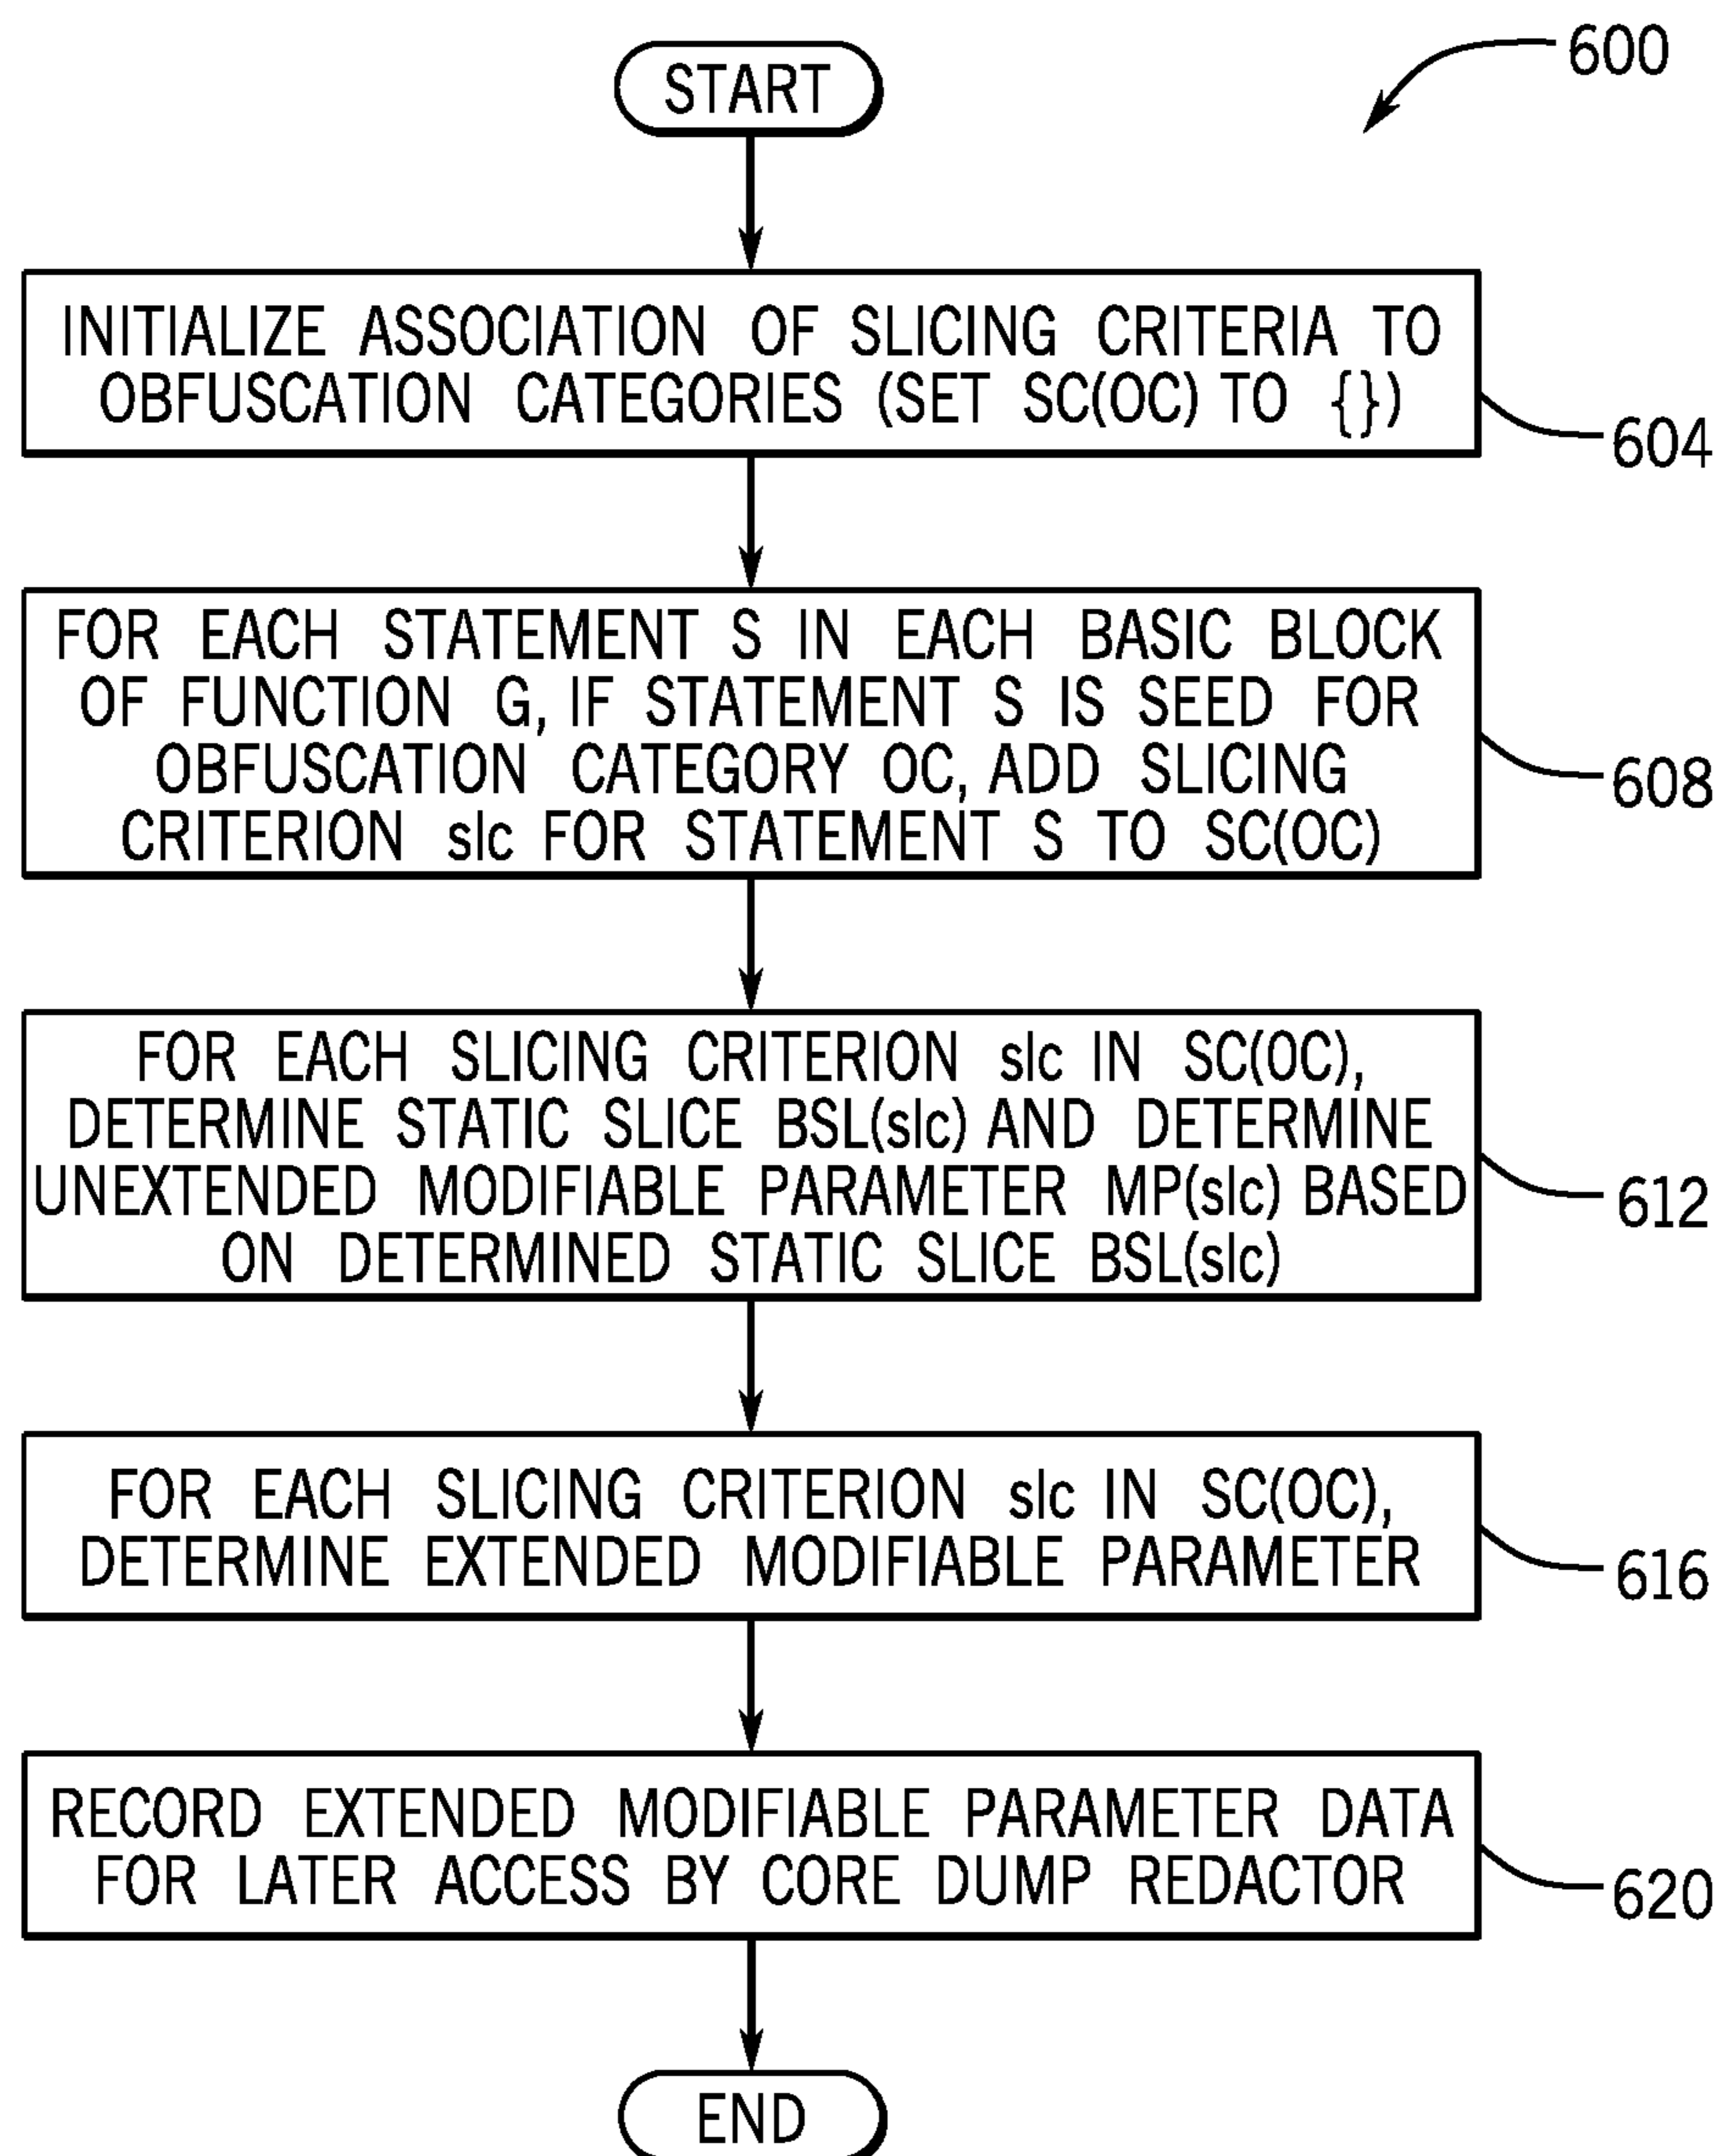 START
600
INITIALIZE ASSOCIATION OF SLICING CRITERIA TO
OBFUSCATION CATEGORIES (SET SC(OC) TO {})
604
FOR EACH STATEMENT S IN EACH BASIC BLOCK
OF FUNCTION G, IF STATEMENT S IS SEED FOR
OBFUSCATION CATEGORY OC, ADD SLICING
CRITERION slc FOR STATEMENT S TO SC(OC)
608
FOR EACH SLICING CRITERION slc IN SC(OC),
DETERMINE STATIC SLICE BSL(slc) AND DETERMINE
UNEXTENDED MODIFIABLE PARAMETER MP(slc) BASED
ON DETERMINED STATIC SLICE BSL(slc)
612
FOR EACH SLICING CRITERION slc IN SC(OC),
DETERMINE EXTENDED MODIFIABLE PARAMETER
616
RECORD EXTENDED MODIFIABLE PARAMETER DATA
FOR LATER ACCESS BY CORE DUMP REDACTOR
620
END